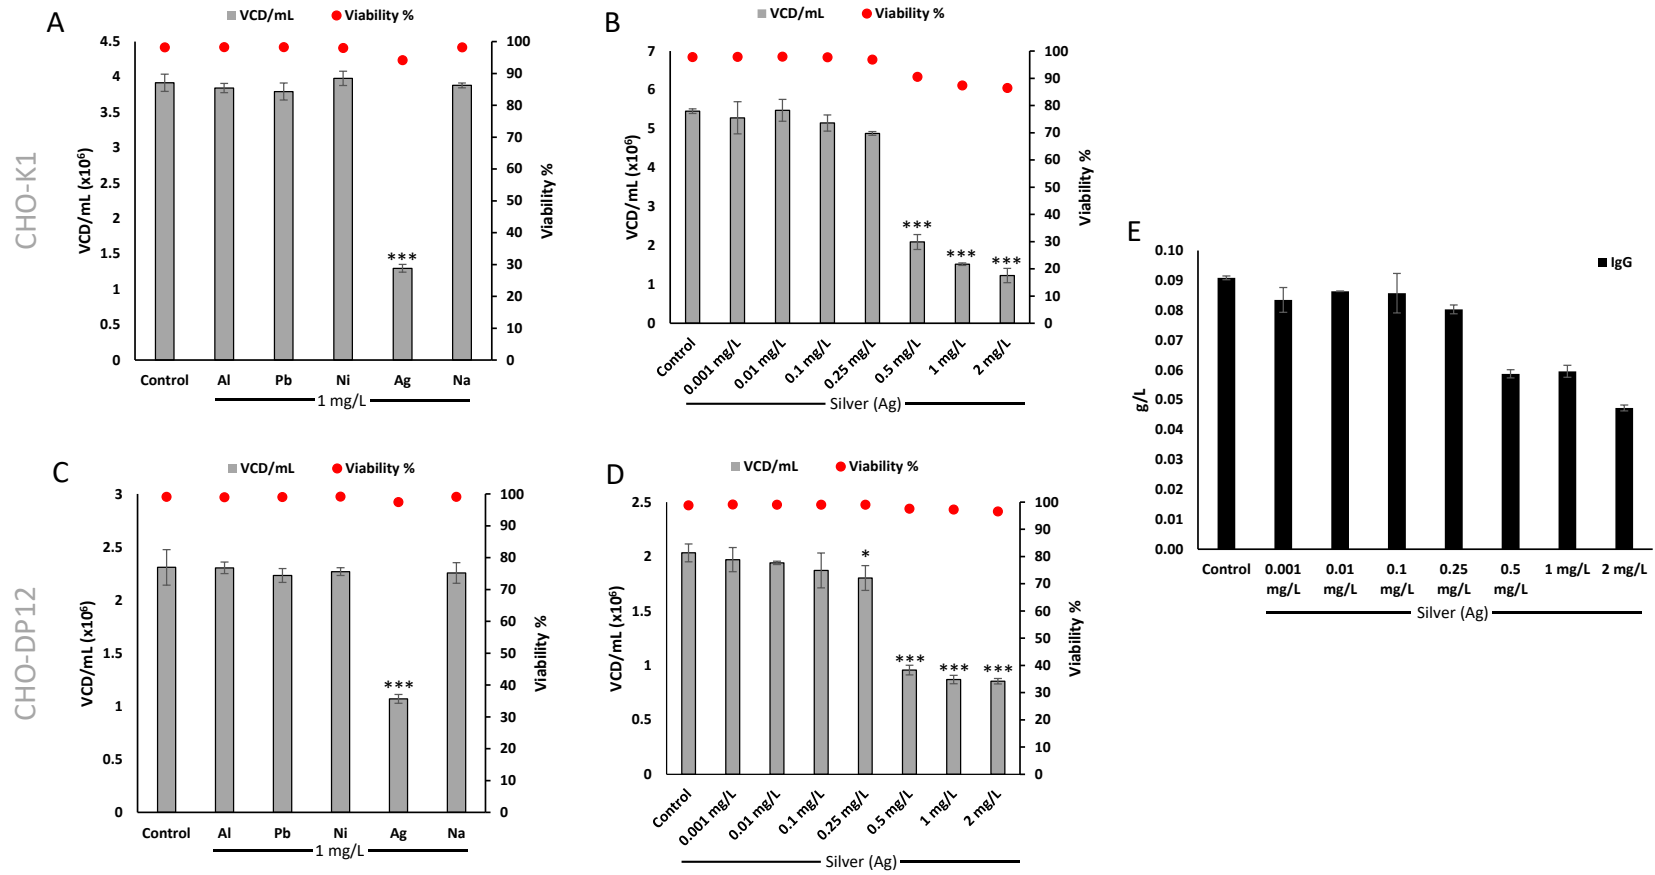 CHO-K1
A
VCD/mL Viability %
VCD/mL (x10⁶)
4.5
4
3.5
3
2.5
2
1.5
1
0.5
0
100
90
80
70
60
50
40
30
20
10
0
Viability %
***
Control Al Pb Ni Ag Na
1 mg/L
B
VCD/mL Viability %
VCD/mL (x10⁶)
7
6
5
4
3
2
1
0
100
90
80
70
60
50
40
30
20
10
0
Viability %
*** *** ***
Control 0.001 mg/L 0.01 mg/L 0.1 mg/L 0.25 mg/L 0.5 mg/L 1 mg/L 2 mg/L
Silver (Ag)
CHO-DP12
C
VCD/mL Viability %
VCD/mL (x10⁶)
3
2.5
2
1.5
1
0.5
0
100
90
80
70
60
50
40
30
20
10
0
Viability %
***
Control Al Pb Ni Ag Na
1 mg/L
D
VCD/mL Viability %
VCD/mL (x10⁶)
2.5
2
1.5
1
0.5
0
100
90
80
70
60
50
40
30
20
10
0
Viability %
*
*** *** ***
Control 0.001 mg/L 0.01 mg/L 0.1 mg/L 0.25 mg/L 0.5 mg/L 1 mg/L 2 mg/L
Silver (Ag)
E
IgG
g/L
0.10
0.09
0.08
0.07
0.06
0.05
0.04
0.03
0.02
0.01
0.00
Control 0.001 0.01 0.1 0.25 0.5 1 mg/L 2 mg/L
mg/L mg/L mg/L mg/L mg/L
Silver (Ag)